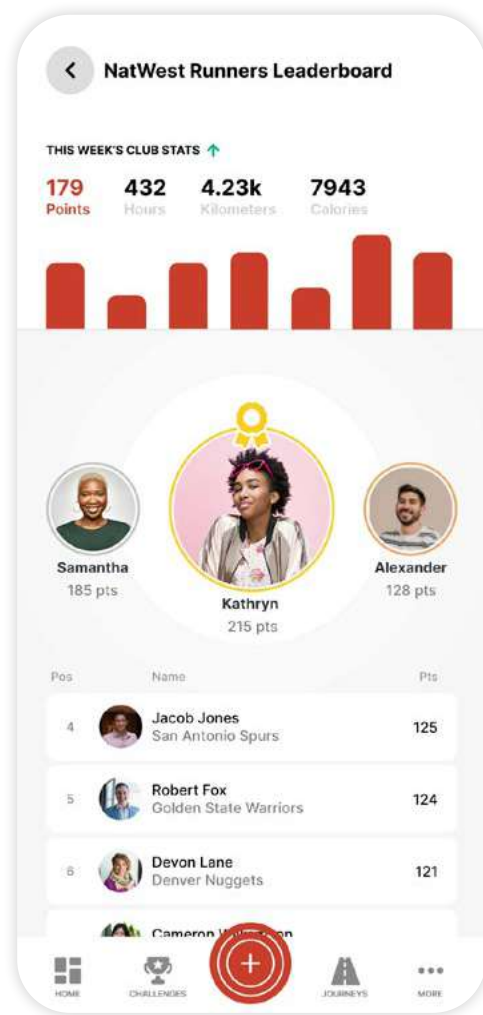 NatWest Runners Leaderboard
THIS WEEK'S CLUB STATS
179 432 4.23k 7943
Points Hours Kilometers Calories
Samantha
185 pts
Kathryn
215 pts
Alexander
128 pts
Pos Name Pts
4 Jacob Jones 125
San Antonio Spurs
5 Robert Fox 124
Golden State Warriors
6 Devon Lane 121
Denver Nuggets
Cameron
HOME CHALLENGES JOURNEYS MORE